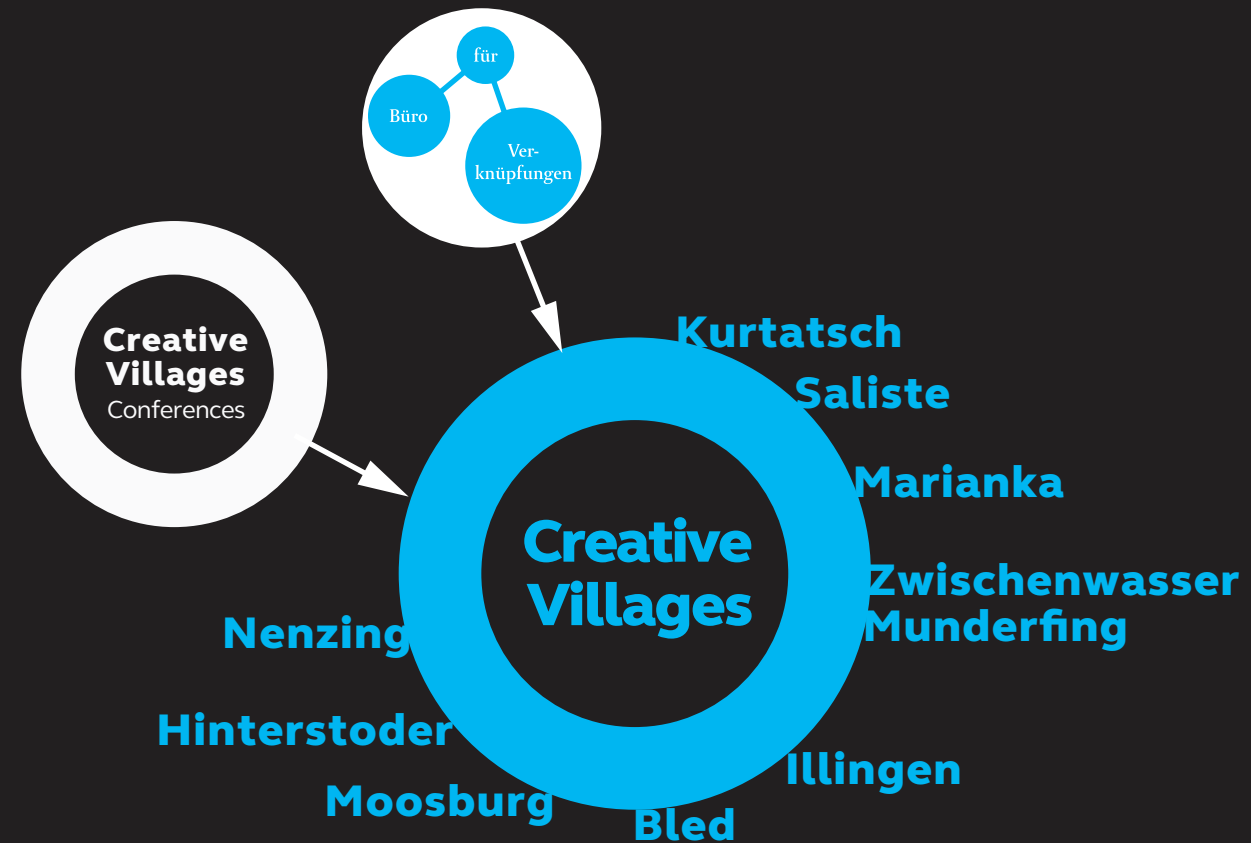 für
Büro
Ver-
knüpfungen
Creative
Villages
Conferences
Kurtatsch
Saliste
Marianka
Creative
Villages
Zwischenwasser
Munderfing
Nenzing
Hinterstoder
Illingen
Moosburg
Bled